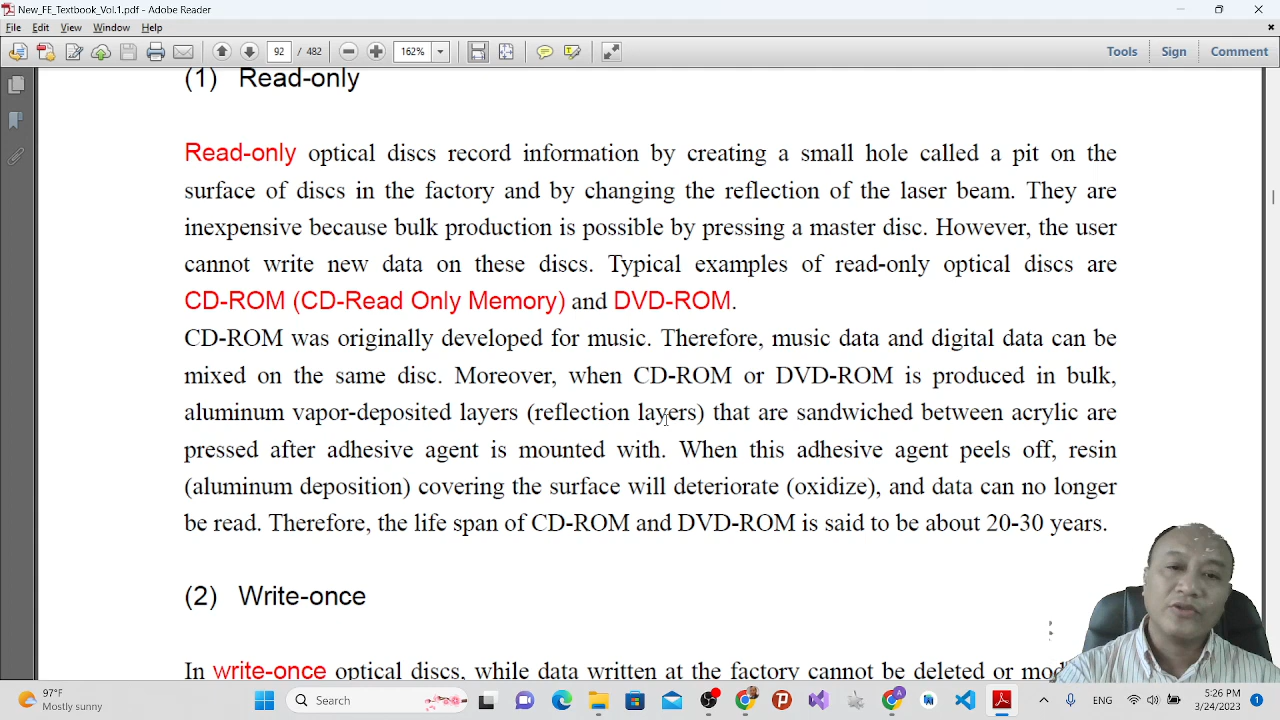 New_FE_Textbook_Vol.1.pdf - Adobe Reader
File Edit View Window Help
92 / 482 162% Tools Sign Comment
(1) Read-only
Read-only optical discs record information by creating a small hole called a pit on the
surface of discs in the factory and by changing the reflection of the laser beam. They are
inexpensive because bulk production is possible by pressing a master disc. However, the user
cannot write new data on these discs. Typical examples of read-only optical discs are
CD-ROM (CD-Read Only Memory) and DVD-ROM.
CD-ROM was originally developed for music. Therefore, music data and digital data can be
mixed on the same disc. Moreover, when CD-ROM or DVD-ROM is produced in bulk,
aluminum vapor-deposited layers (reflection layers) that are sandwiched between acrylic are
pressed after adhesive agent is mounted with. When this adhesive agent peels off, resin
(aluminum deposition) covering the surface will deteriorate (oxidize), and data can no longer
be read. Therefore, the life span of CD-ROM and DVD-ROM is said to be about 20-30 years.
(2) Write-once
In write-once optical discs, while data written at the factory cannot be deleted or mod
97°F
Mostly sunny
Search
ENG
5:26 PM
3/24/2023
1